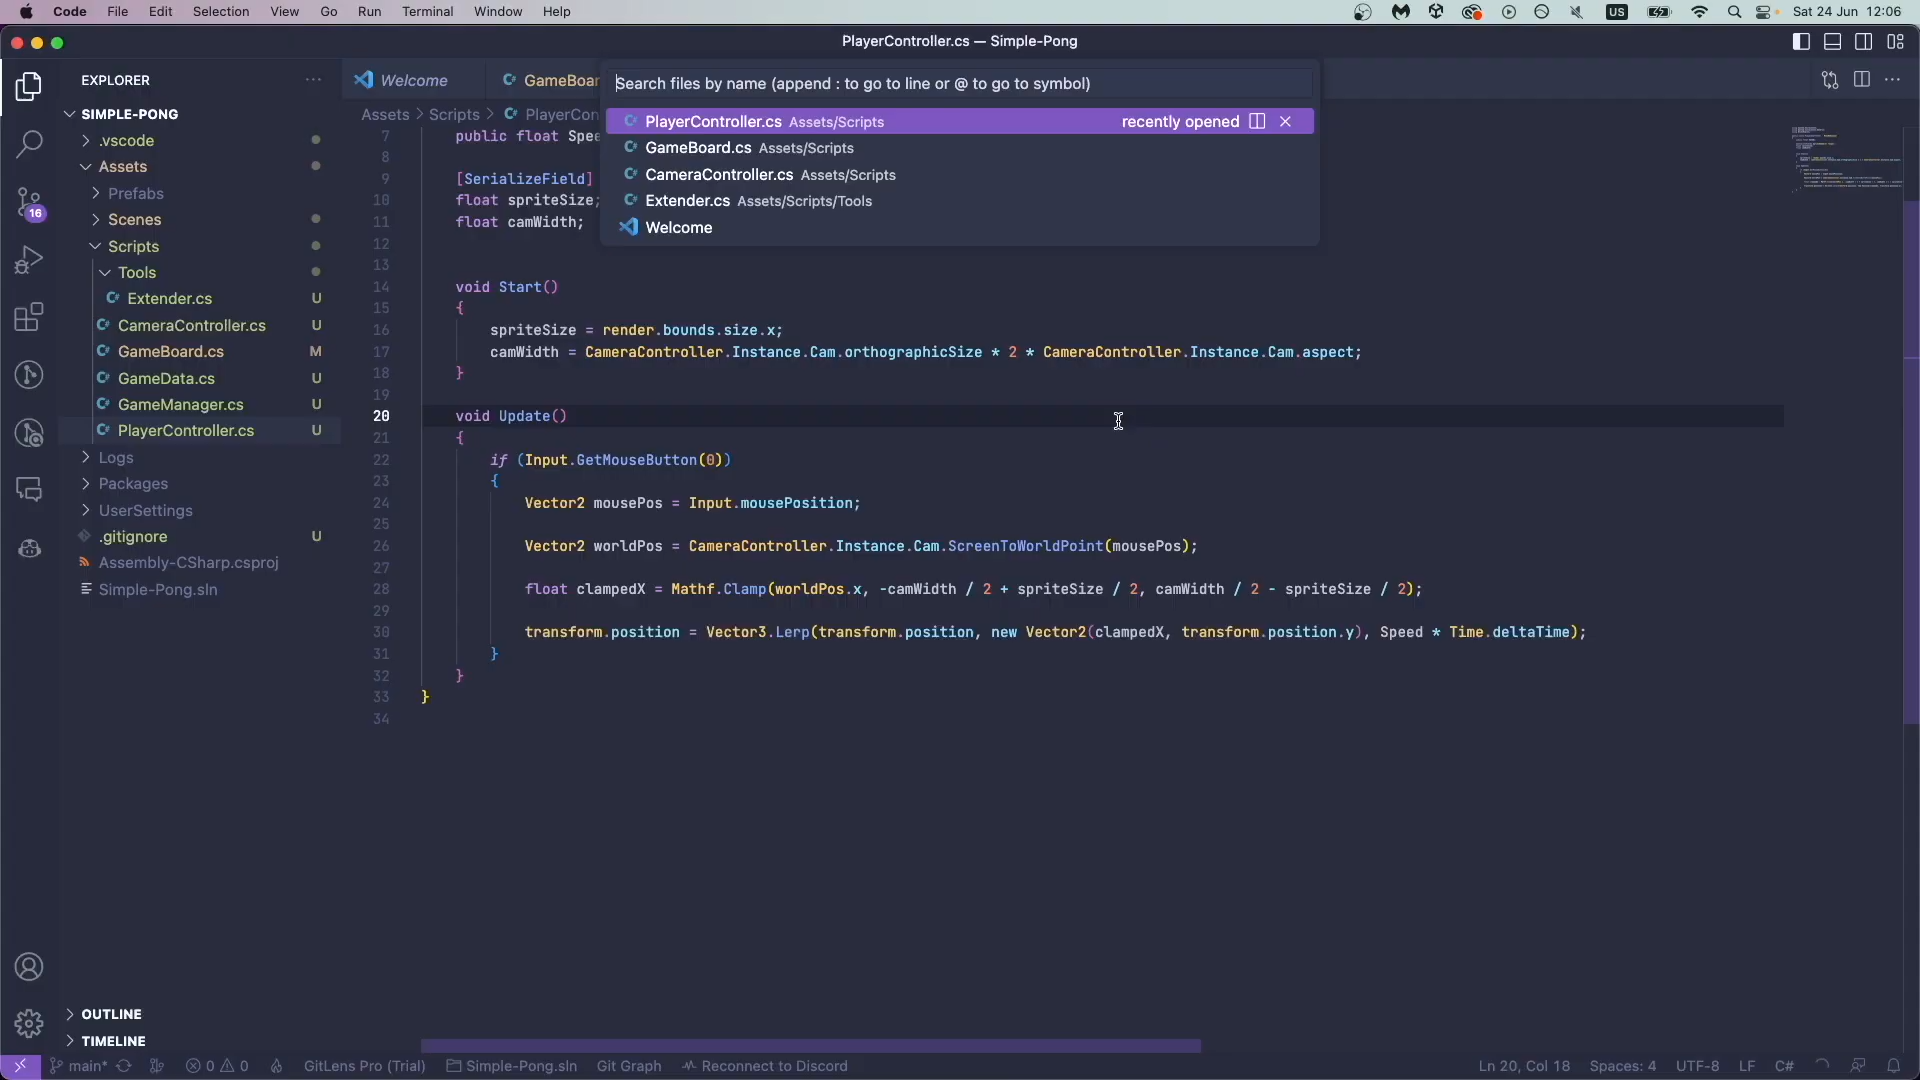 Code File Edit Selection View Go Run Terminal Window Help US Sat 24 Jun 12:06
PlayerController.cs — Simple-Pong
EXPLORER
SIMPLE-PONG
.vscode
Assets
Prefabs
Scenes
Scripts
Tools
Extender.cs U
CameraController.cs U
GameBoard.cs M
GameData.cs U
GameManager.cs U
PlayerController.cs U
Logs
Packages
UserSettings
.gitignore U
Assembly-CSharp.csproj
Simple-Pong.sln
OUTLINE
TIMELINE
16
Welcome
Search files by name (append : to go to line or @ to go to symbol)
PlayerController.cs Assets/Scripts recently opened
GameBoard.cs Assets/Scripts
CameraController.cs Assets/Scripts
Extender.cs Assets/Scripts/Tools
Welcome
Assets > Scripts >
7 public float
8
9 [SerializeField]
10 float spriteSize;
11 float camWidth;
12
13
14 void Start()
15 {
16 spriteSize = render.bounds.size.x;
17 camWidth = CameraController.Instance.Cam.orthographicSize * 2 * CameraController.Instance.Cam.aspect;
18 }
19
20 void Update()
21 {
22 if (Input.GetMouseButton(0))
23 {
24 Vector2 mousePos = Input.mousePosition;
25
26 Vector2 worldPos = CameraController.Instance.Cam.ScreenToWorldPoint(mousePos);
27
28 float clampedX = Mathf.Clamp(worldPos.x, -camWidth / 2 + spriteSize / 2, camWidth / 2 - spriteSize / 2);
29
30 transform.position = Vector3.Lerp(transform.position, new Vector2(clampedX, transform.position.y), Speed * Time.deltaTime);
31 }
32 }
33 }
34
main* 0 0 GitLens Pro (Trial) Simple-Pong.sln Git Graph Reconnect to Discord Ln 20, Col 18 Spaces: 4 UTF-8 LF C#